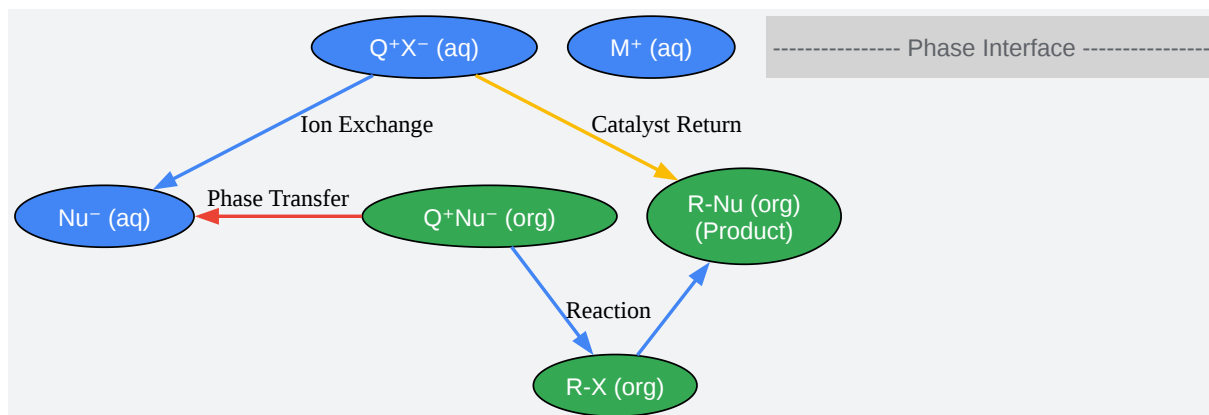 Q⁺X⁻ (aq)
M⁺ (aq)
---------------- Phase Interface ----------------
Ion Exchange
Catalyst Return
Nu⁻ (aq)
Phase Transfer
Q⁺Nu⁻ (org)
R-Nu (org)
(Product)
Reaction
R-X (org)